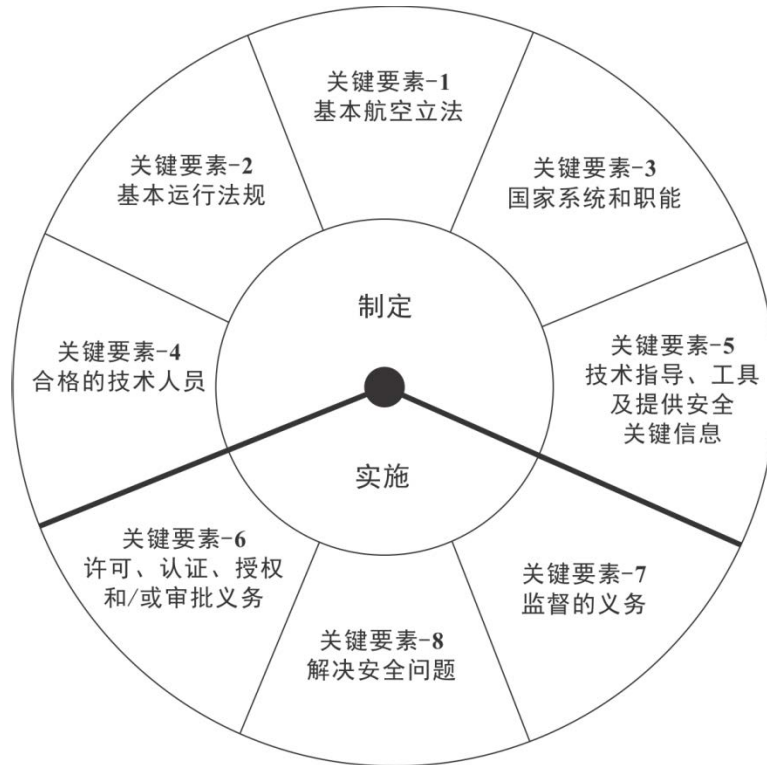 关键要素-1
基本航空立法
关键要素-2
基本运行法规
关键要素-3
国家系统和职能
制定
关键要素-4
合格的技术人员
关键要素-5
技术指导、工具
及提供安全
关键信息
实施
关键要素-6
许可、认证、授权
和/或审批义务
关键要素-7
监督的义务
关键要素-8
解决安全问题